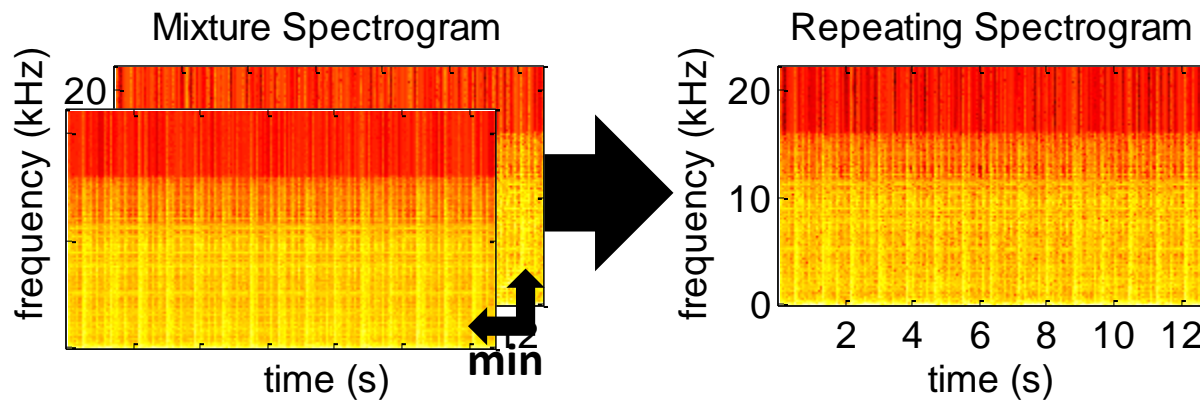 Mixture Spectrogram
frequency (kHz)
20
12
min
time (s)
Repeating Spectrogram
frequency (kHz)
20
10
0
2 4 6 8 10 12
time (s)